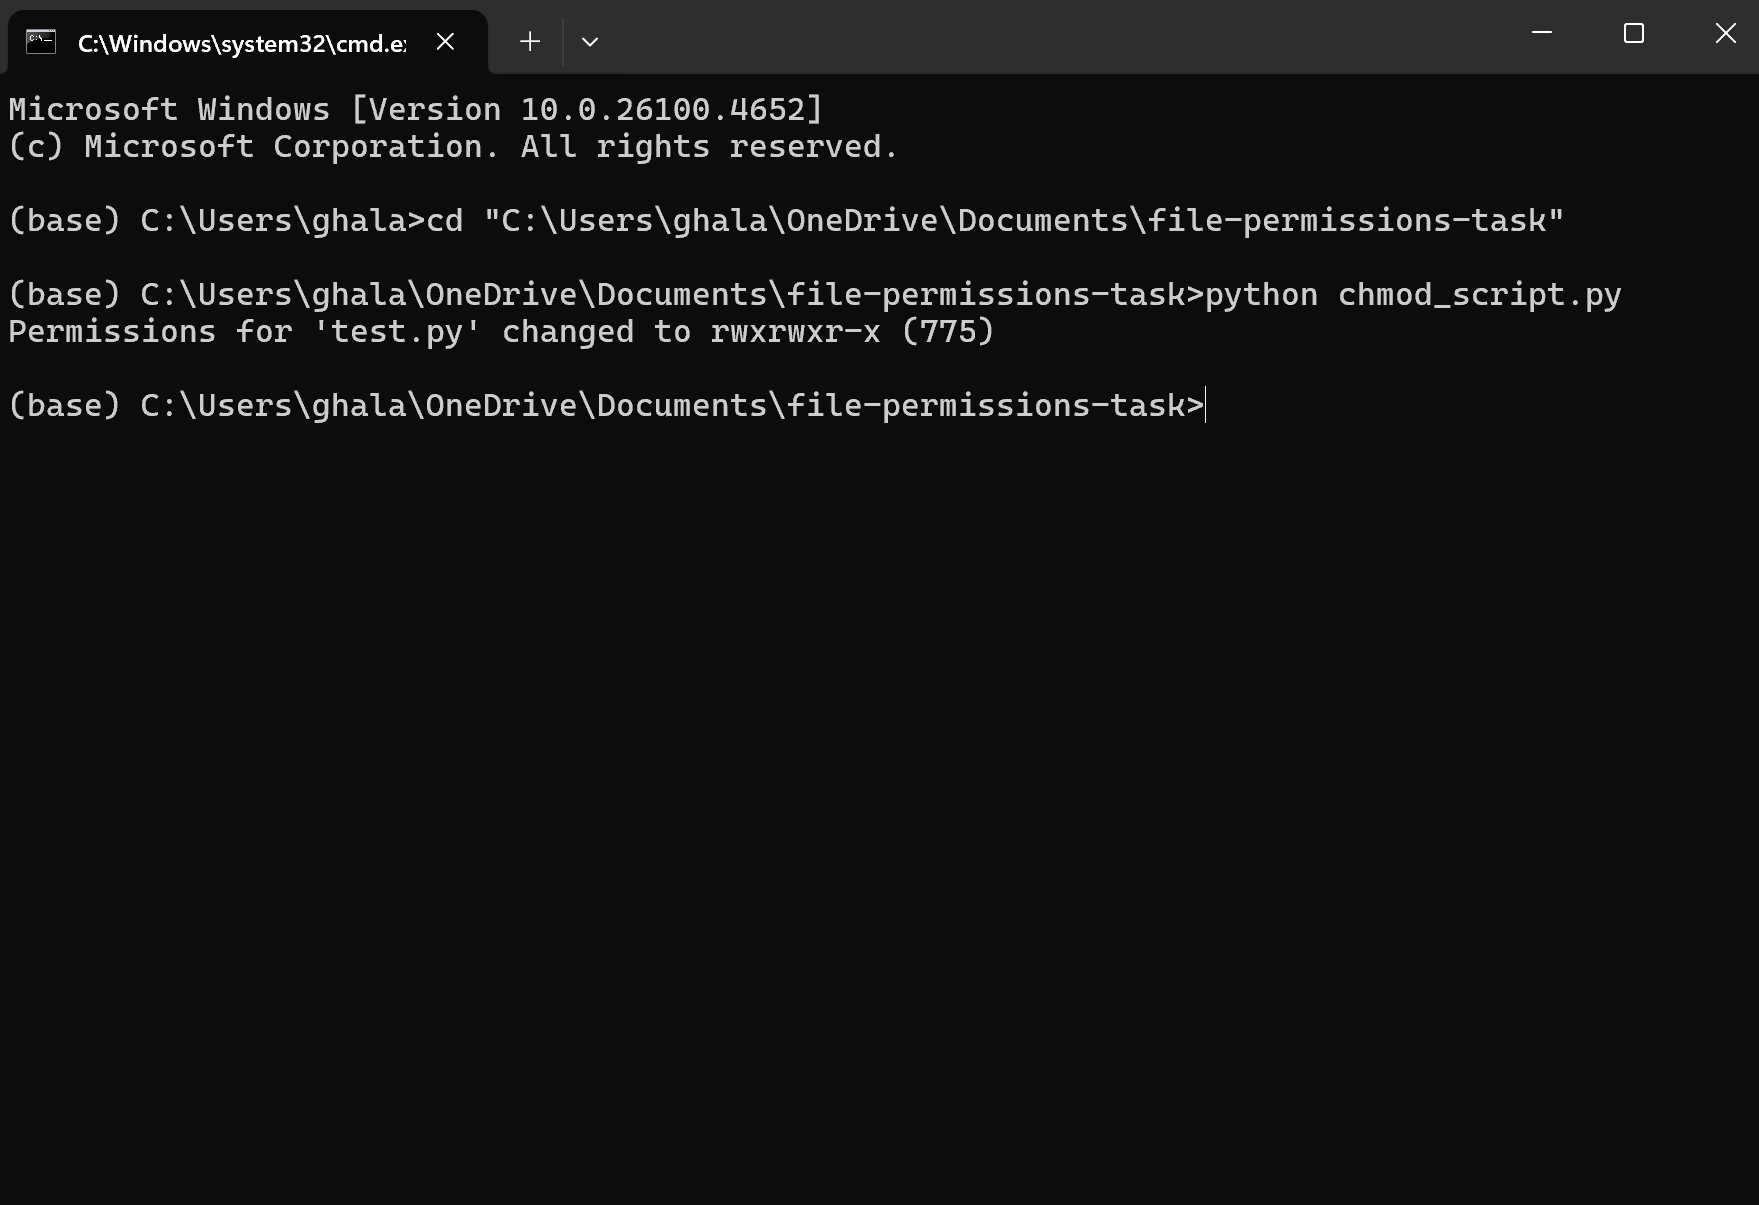 C:\Windows\system32\cmd.e
Microsoft Windows [Version 10.0.26100.4652]
(c) Microsoft Corporation. All rights reserved.
(base) C:\Users\ghala>cd "C:\Users\ghala\OneDrive\Documents\file-permissions-task"
(base) C:\Users\ghala\OneDrive\Documents\file-permissions-task>python chmod_script.py
Permissions for 'test.py' changed to rwxrwxr-x (775)
(base) C:\Users\ghala\OneDrive\Documents\file-permissions-task>